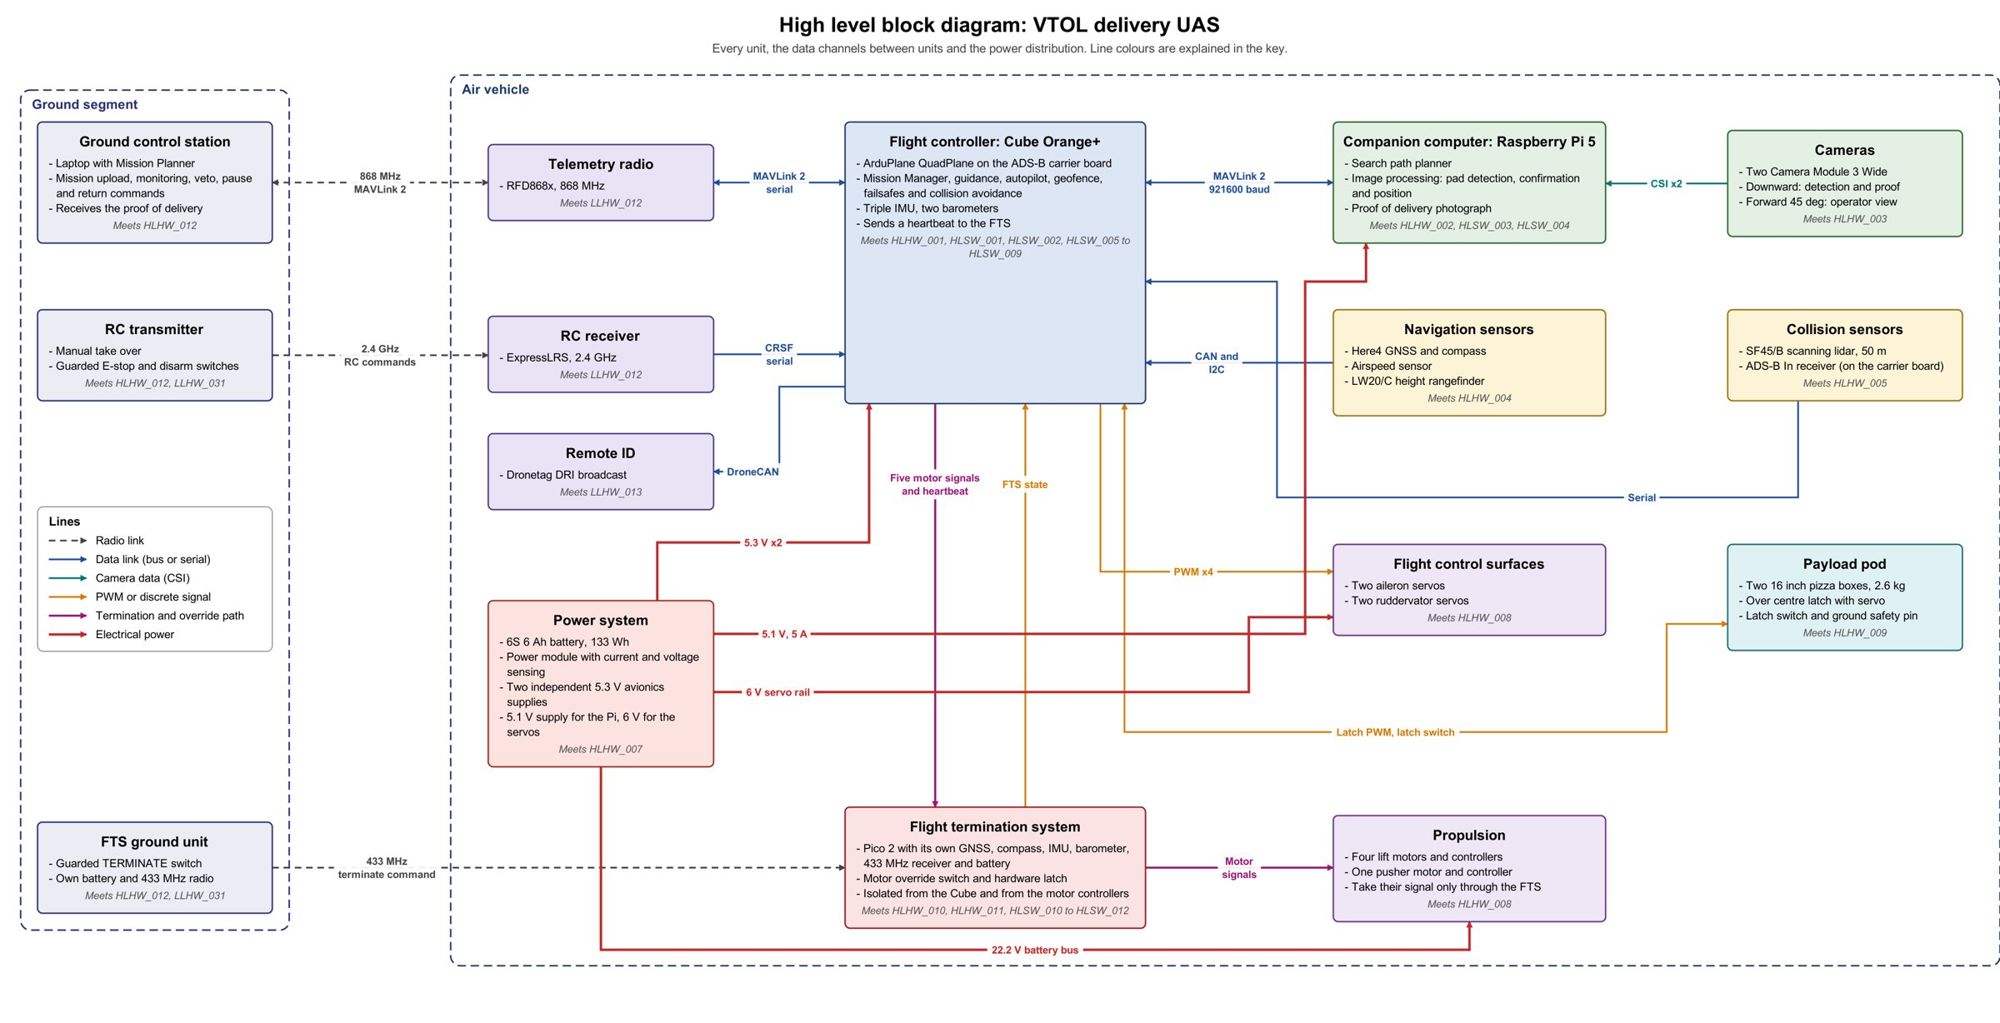 High level block diagram: VTOL delivery UAS
Every unit, the data channels between units and the power distribution. Line colours are explained in the key.
Ground segment
Ground control station
- Laptop with Mission Planner
- Mission upload, monitoring, veto, pause
and return commands
- Receives the proof of delivery
Meets HLHW_012
868 MHz
MAVLink 2
RC transmitter
- Manual take over
- Guarded E-stop and disarm switches
Meets HLHW_012, LLHW_031
2.4 GHz
RC commands
Lines
Radio link
Data link (bus or serial)
Camera data (CSI)
PWM or discrete signal
Termination and override path
Electrical power
FTS ground unit
- Guarded TERMINATE switch
- Own battery and 433 MHz radio
Meets HLHW_012, LLHW_031
433 MHz
terminate command
Air vehicle
Telemetry radio
- RFD868x, 868 MHz
Meets LLHW_012
MAVLink 2
serial
RC receiver
- ExpressLRS, 2.4 GHz
Meets LLHW_012
CRSF
serial
Remote ID
- Dronetag DRI broadcast
Meets LLHW_013
DroneCAN
Flight controller: Cube Orange+
- ArduPlane QuadPlane on the ADS-B carrier board
- Mission Manager, guidance, autopilot, geofence,
failsafes and collision avoidance
- Triple IMU, two barometers
- Sends a heartbeat to the FTS
Meets HLHW_001, HLSW_001, HLSW_002, HLSW_005 to
HLSW_009
MAVLink 2
921600 baud
Companion computer: Raspberry Pi 5
- Search path planner
- Image processing: pad detection, confirmation
and position
- Proof of delivery photograph
Meets HLHW_002, HLSW_003, HLSW_004
CSI x2
Cameras
- Two Camera Module 3 Wide
- Downward: detection and proof
- Forward 45 deg: operator view
Meets HLHW_003
CAN and
I2C
Navigation sensors
- Here4 GNSS and compass
- Airspeed sensor
- LW20/C height rangefinder
Meets HLHW_004
Collision sensors
- SF45/B scanning lidar, 50 m
- ADS-B In receiver (on the carrier board)
Meets HLHW_005
Serial
Five motor signals
and heartbeat
FTS state
5.3 V x2
PWM x4
Power system
- 6S 6 Ah battery, 133 Wh
- Power module with current and voltage
sensing
- Two independent 5.3 V avionics
supplies
- 5.1 V supply for the Pi, 6 V for the
servos
Meets HLHW_007
5.1 V, 5 A
6 V servo rail
Flight control surfaces
- Two aileron servos
- Two ruddervator servos
Meets HLHW_008
Payload pod
- Two 16 inch pizza boxes, 2.6 kg
- Over centre latch with servo
- Latch switch and ground safety pin
Meets HLHW_009
Latch PWM, latch switch
Flight termination system
- Pico 2 with its own GNSS, compass, IMU, barometer,
433 MHz receiver and battery
- Motor override switch and hardware latch
- Isolated from the Cube and from the motor controllers
Meets HLHW_010, HLHW_011, HLSW_010 to HLSW_012
Motor
signals
Propulsion
- Four lift motors and controllers
- One pusher motor and controller
- Take their signal only through the FTS
Meets HLHW_008
22.2 V battery bus